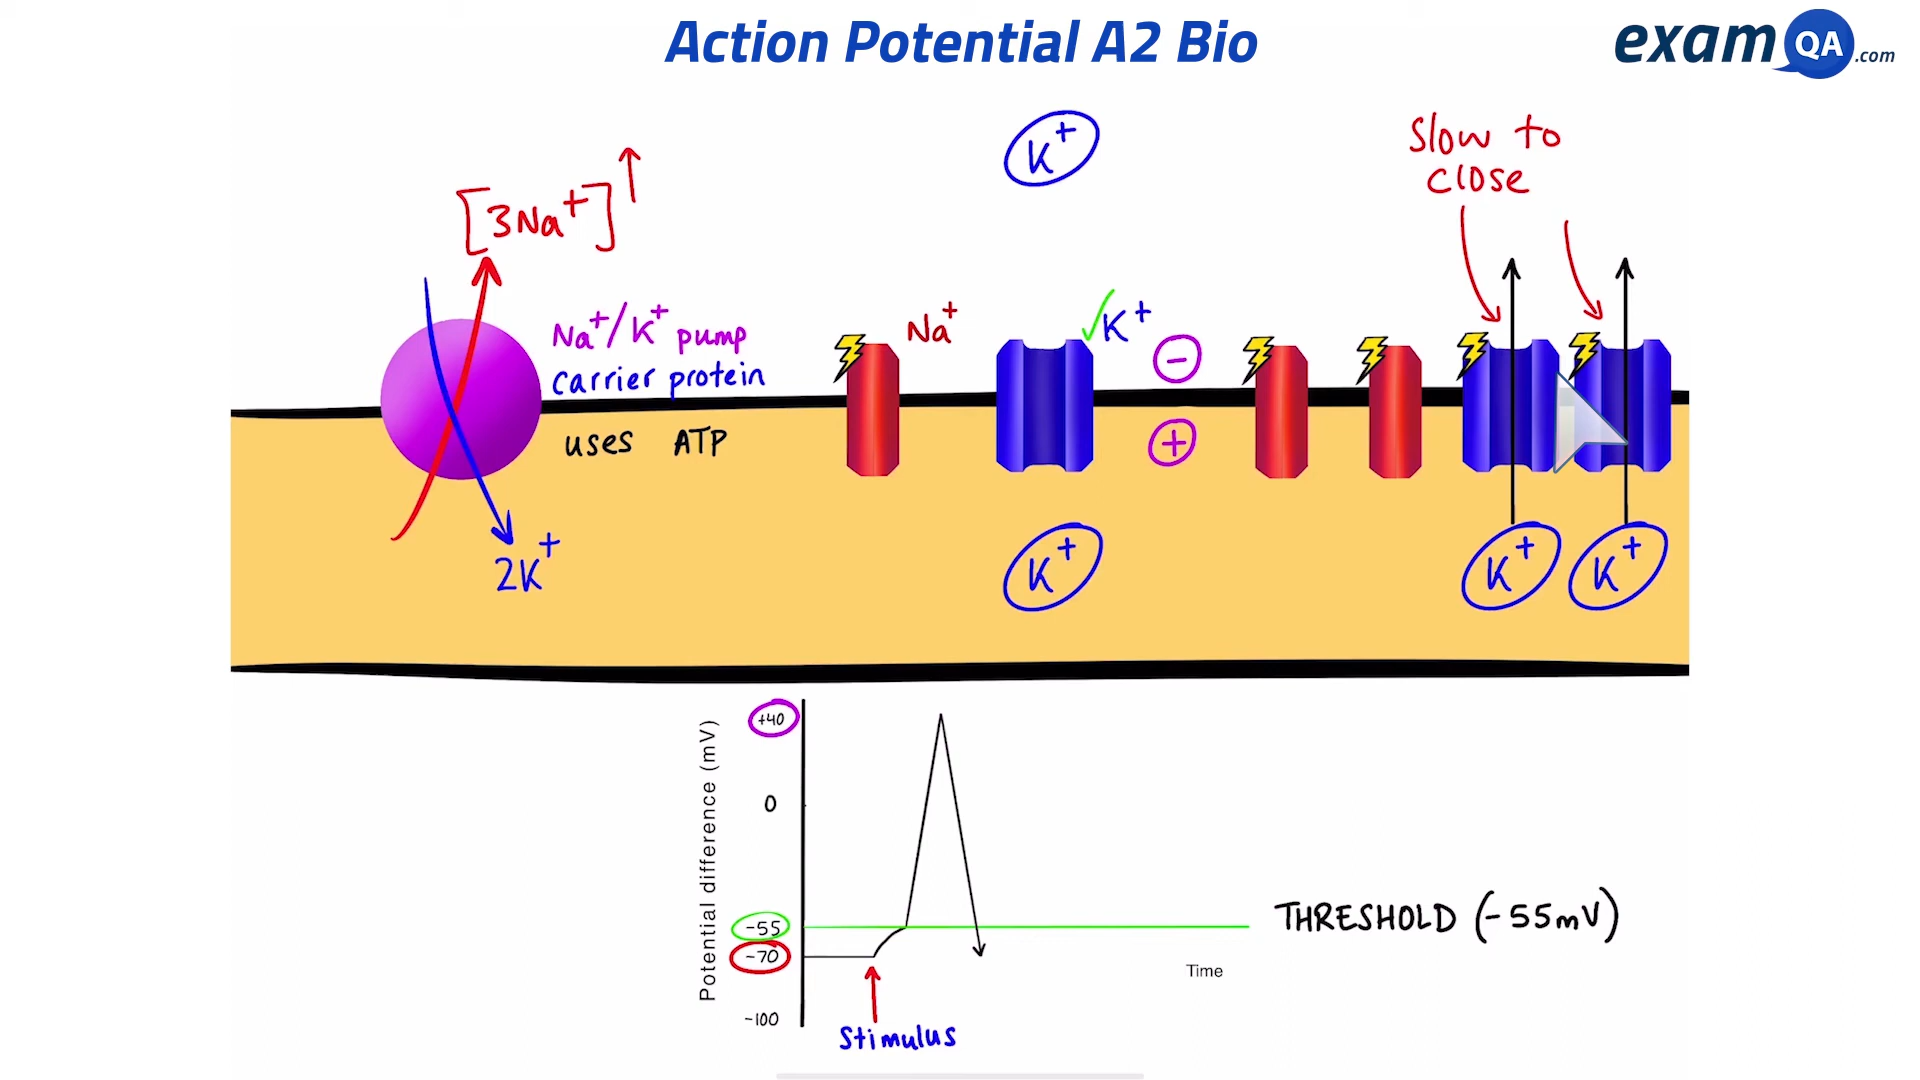 Action Potential A2 Bio
examQA.com
K+
Slow to
close
[3Na+]↑
Na+/K+ pump
carrier protein
uses ATP
Na+
✓K+
−
+
2K+
K+
K+
K+
+40
0
-55
-70
-100
Potential difference (mV)
THRESHOLD (-55mV)
Time
Stimulus